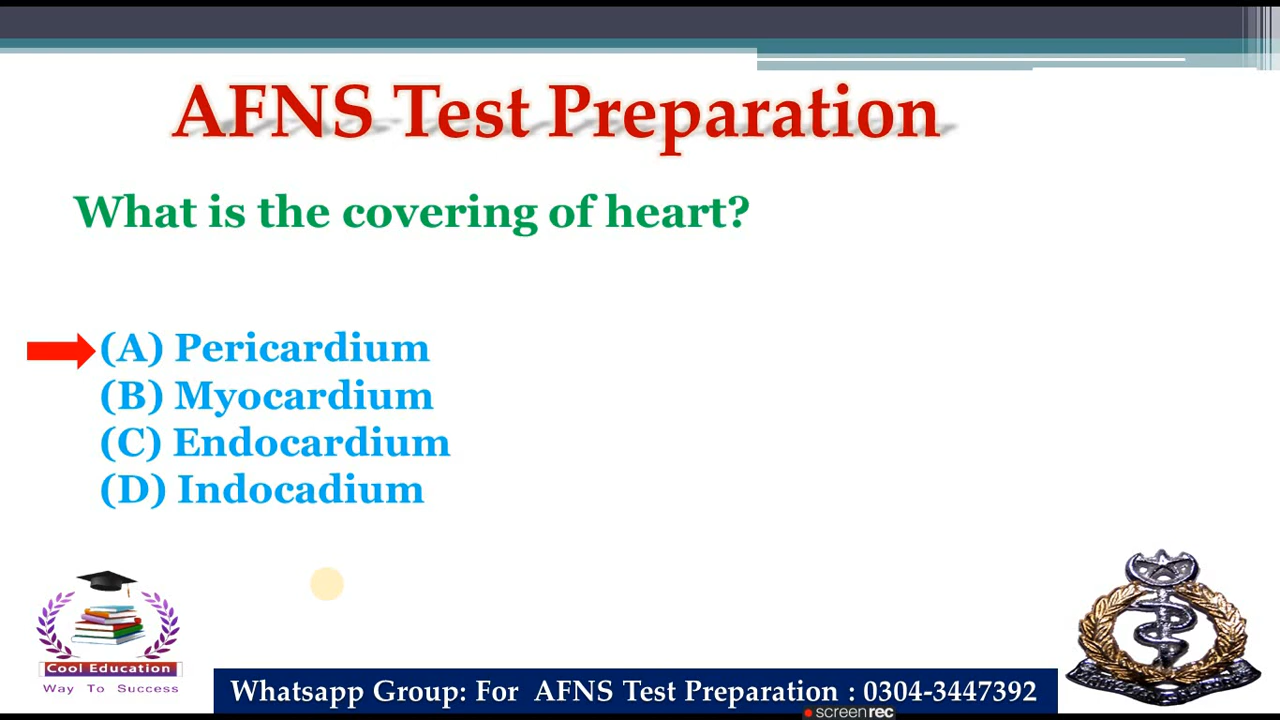 AFNS Test Preparation
What is the covering of heart?
(A) Pericardium
(B) Myocardium
(C) Endocardium
(D) Indocadium
Cool Education
Way To Success
Whatsapp Group: For AFNS Test Preparation : 0304-3447392
screenrec